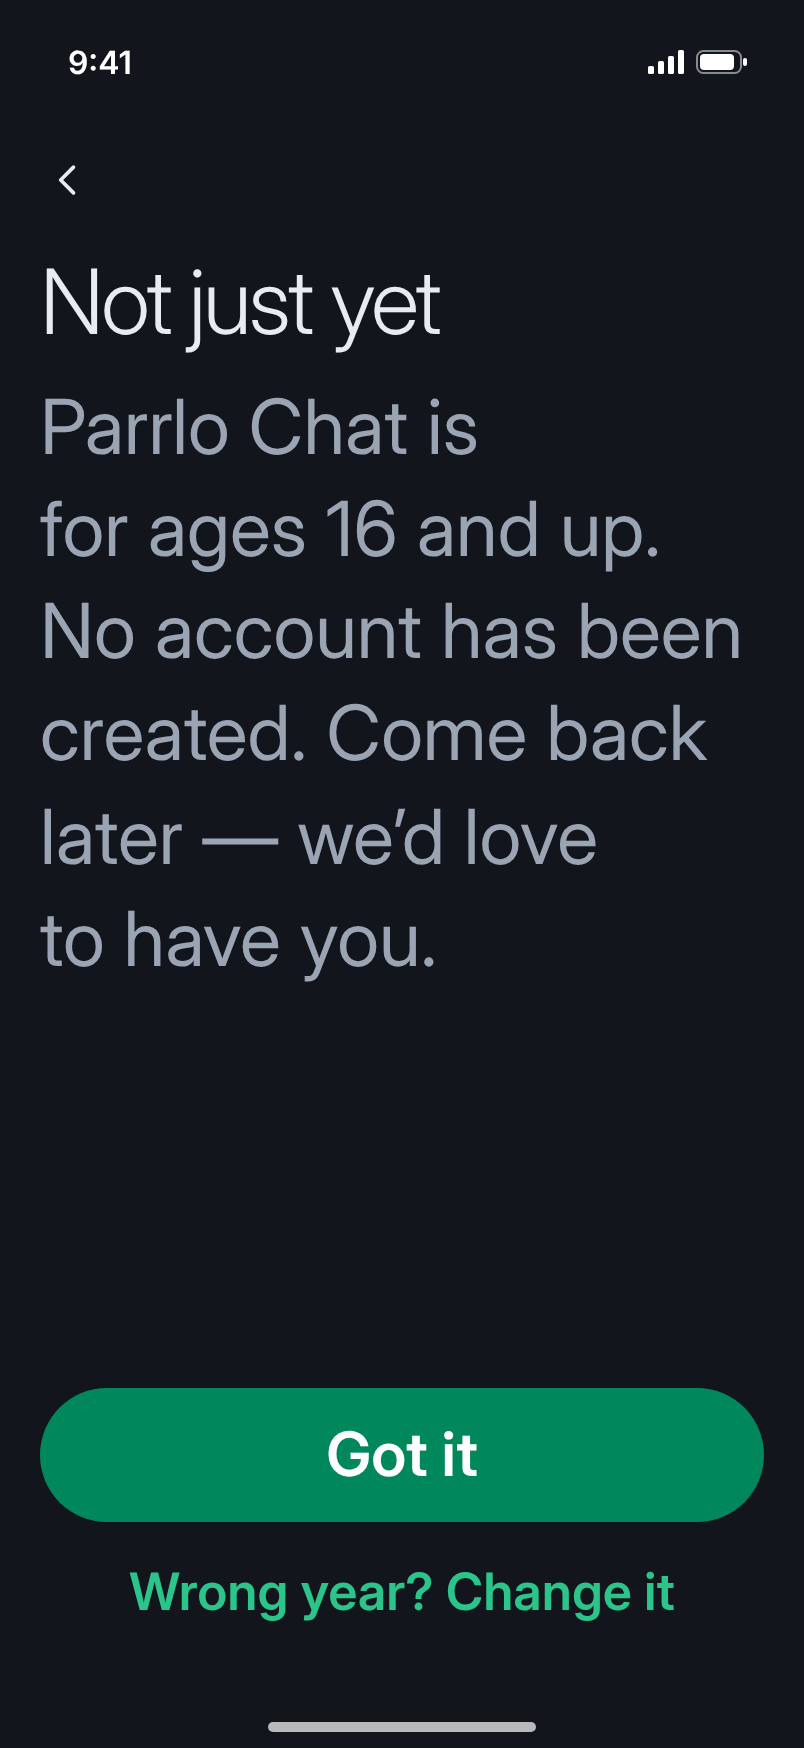 9:41
Not just yet
Parrlo Chat is
for ages 16 and up.
No account has been
created. Come back
later — we’d love
to have you.
Got it
Wrong year? Change it